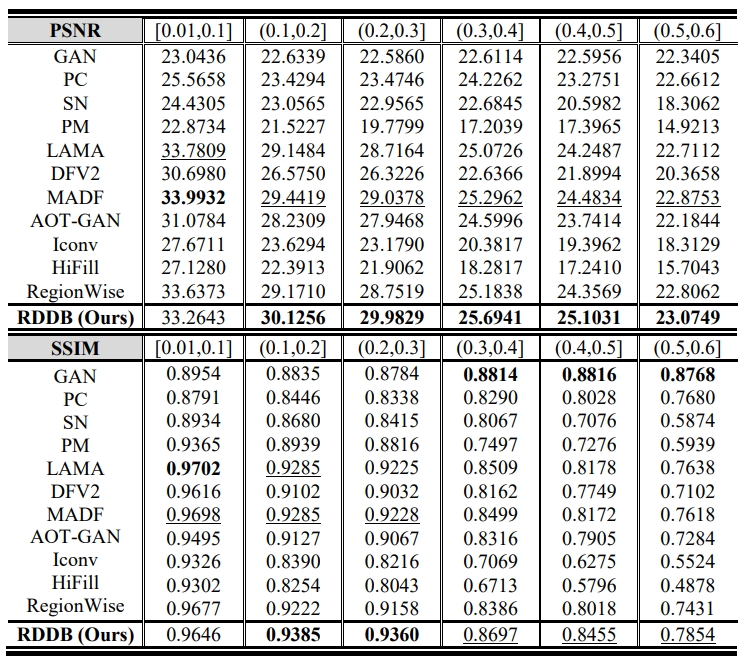 PSNR [0.01,0.1] (0.1,0.2] (0.2,0.3] (0.3,0.4] (0.4,0.5] (0.5,0.6]
GAN 23.0436 22.6339 22.5860 22.6114 22.5956 22.3405
PC 25.5658 23.4294 23.4746 24.2262 23.2751 22.6612
SN 24.4305 23.0565 22.9565 22.6845 20.5982 18.3062
PM 22.8734 21.5227 19.7799 17.2039 17.3965 14.9213
LAMA 33.7809 29.1484 28.7164 25.0726 24.2487 22.7112
DFV2 30.6980 26.5750 26.3226 22.6366 21.8994 20.3658
MADF 33.9932 29.4419 29.0378 25.2962 24.4834 22.8753
AOT-GAN 31.0784 28.2309 27.9468 24.5996 23.7414 22.1844
Iconv 27.6711 23.6294 23.1790 20.3817 19.3962 18.3129
HiFill 27.1280 22.3913 21.9062 18.2817 17.2410 15.7043
RegionWise 33.6373 29.1710 28.7519 25.1838 24.3569 22.8062
RDDB (Ours) 33.2643 30.1256 29.9829 25.6941 25.1031 23.0749
SSIM [0.01,0.1] (0.1,0.2] (0.2,0.3] (0.3,0.4] (0.4,0.5] (0.5,0.6]
GAN 0.8954 0.8835 0.8784 0.8814 0.8816 0.8768
PC 0.8791 0.8446 0.8338 0.8290 0.8028 0.7680
SN 0.8934 0.8680 0.8415 0.8067 0.7076 0.5874
PM 0.9365 0.8939 0.8816 0.7497 0.7276 0.5939
LAMA 0.9702 0.9285 0.9225 0.8509 0.8178 0.7638
DFV2 0.9616 0.9102 0.9032 0.8162 0.7749 0.7102
MADF 0.9698 0.9285 0.9228 0.8499 0.8172 0.7618
AOT-GAN 0.9495 0.9127 0.9067 0.8316 0.7905 0.7284
Iconv 0.9326 0.8390 0.8216 0.7069 0.6275 0.5524
HiFill 0.9302 0.8254 0.8043 0.6713 0.5796 0.4878
RegionWise 0.9677 0.9222 0.9158 0.8386 0.8018 0.7431
RDDB (Ours) 0.9646 0.9385 0.9360 0.8697 0.8455 0.7854